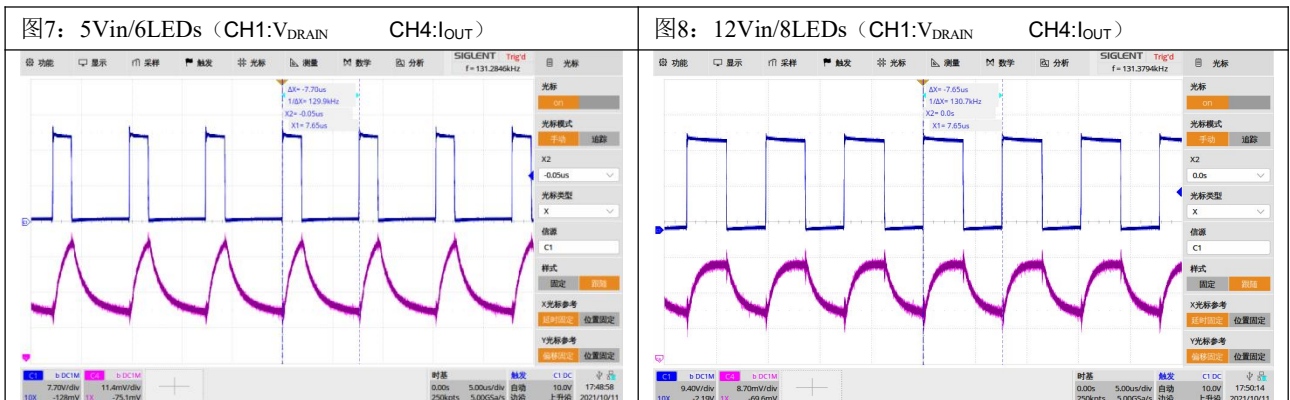 图7：5Vin/6LEDs（CH1:VDRAIN CH4:IOUT）
功能 显示 采样 触发 光标 测量 数学 分析
SIGLENT Trig'd
f = 131.2846kHz
光标
ΔX= -7.70us
1/ΔX= 129.9kHz
X2= -0.05us
X1= 7.65us
光标
on
光标模式
手动 追踪
X2
-0.05us
光标类型
X
信源
C1
样式
固定 跟随
X光标参考
延时固定 位置固定
Y光标参考
偏移固定 位置固定
C1 b DC1M C4 b DC1M
7.70V/div 11.4mV/div
10X -128mV 1X -75.1mV
时基 触发 C1 DC
0.00s 5.00us/div 自动 10.0V
250kpts 5.00GSa/s 边沿 上升沿
17:48:58
2021/10/11
图8：12Vin/8LEDs（CH1:VDRAIN CH4:IOUT）
功能 显示 采样 触发 光标 测量 数学 分析
SIGLENT Trig'd
f = 131.3794kHz
光标
ΔX= -7.65us
1/ΔX= 130.7kHz
X2= 0.0s
X1= 7.65us
光标
on
光标模式
手动 追踪
X2
0.0s
光标类型
X
信源
C1
样式
固定 跟随
X光标参考
延时固定 位置固定
Y光标参考
偏移固定 位置固定
C1 b DC1M C4 b DC1M
9.40V/div 8.70mV/div
10X -2.19V 1X -69.6mV
时基 触发 C1 DC
0.00s 5.00us/div 自动 10.0V
250kpts 5.00GSa/s 边沿 上升沿
17:50:14
2021/10/11